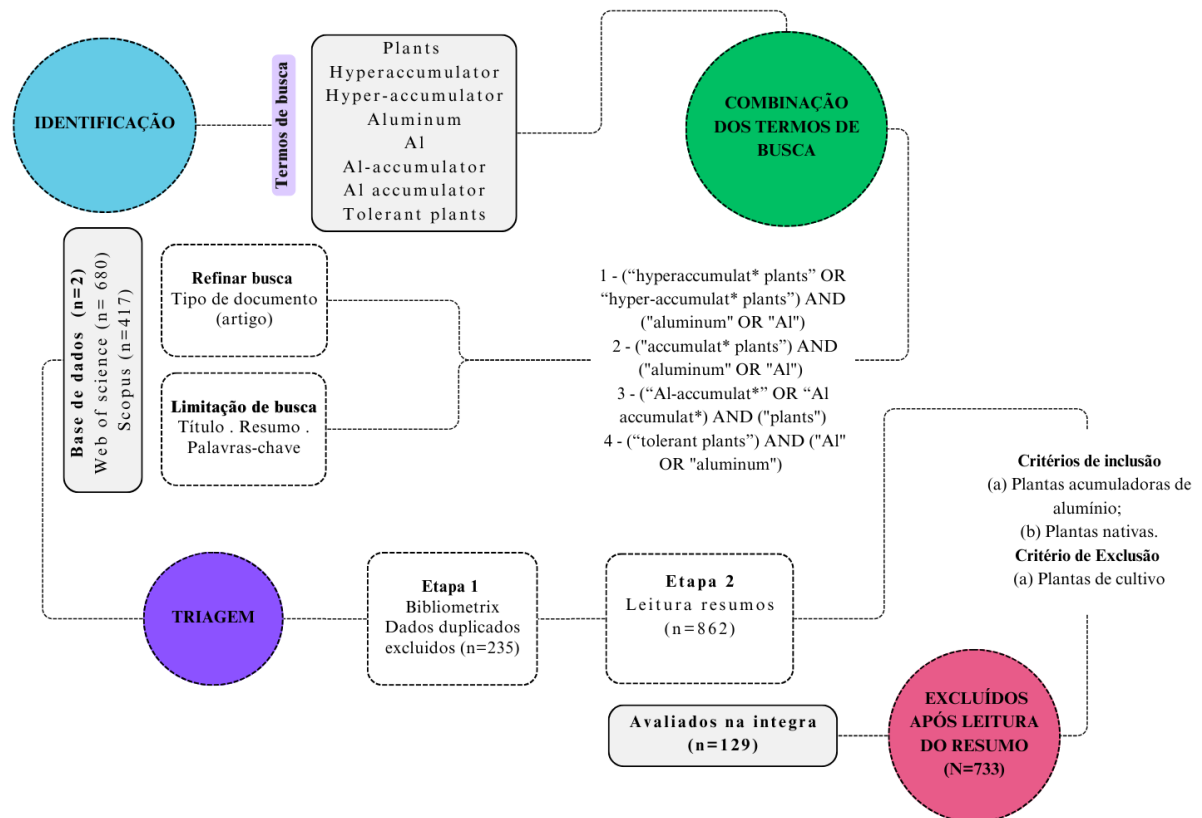 IDENTIFICAÇÃO
Termos de busca
Plants
Hyperaccumulator
Hyper-accumulator
Aluminum
Al
Al-accumulator
Al accumulator
Tolerant plants
COMBINAÇÃO
DOS TERMOS DE
BUSCA
1 - (“hyperaccumulat* plants” OR
“hyper-accumulat* plants”) AND
("aluminum" OR "Al")
2 - ("accumulat* plants”) AND
("aluminum" OR "Al")
3 - (“Al-accumulat*” OR “Al
accumulat*) AND ("plants")
4 - (“tolerant plants”) AND ("Al"
OR "aluminum")
Refinar busca
Tipo de documento
(artigo)
Limitação de busca
Título . Resumo .
Palavras-chave
Base de dados (n=2)
Web of science (n= 680)
Scopus (n=417)
TRIAGEM
Etapa 1
Bibliometrix
Dados duplicados
excluidos (n=235)
Etapa 2
Leitura resumos
(n=862)
Critérios de inclusão
(a) Plantas acumuladoras de
alumínio;
(b) Plantas nativas.
Critério de Exclusão
(a) Plantas de cultivo
EXCLUÍDOS
APÓS LEITURA
DO RESUMO
(N=733)
Avaliados na integra
(n=129)